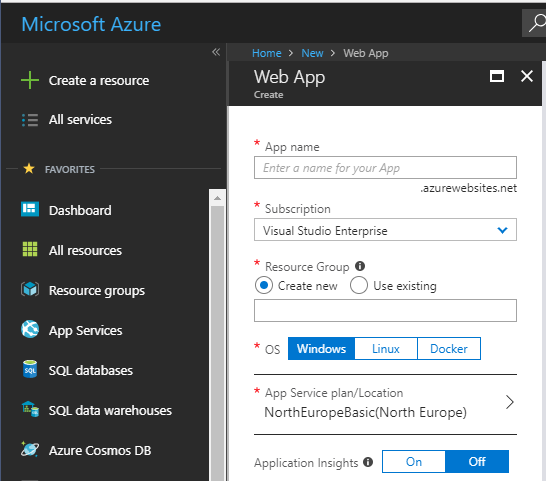 Microsoft Azure
Create a resource
All services
FAVORITES
Dashboard
All resources
Resource groups
App Services
SQL databases
SQL data warehouses
Azure Cosmos DB
Home > New > Web App
Web App
Create
* App name
Enter a name for your App
.azurewebsites.net
* Subscription
Visual Studio Enterprise
* Resource Group
Create new Use existing
* OS Windows Linux Docker
* App Service plan/Location
NorthEuropeBasic(North Europe)
Application Insights On Off